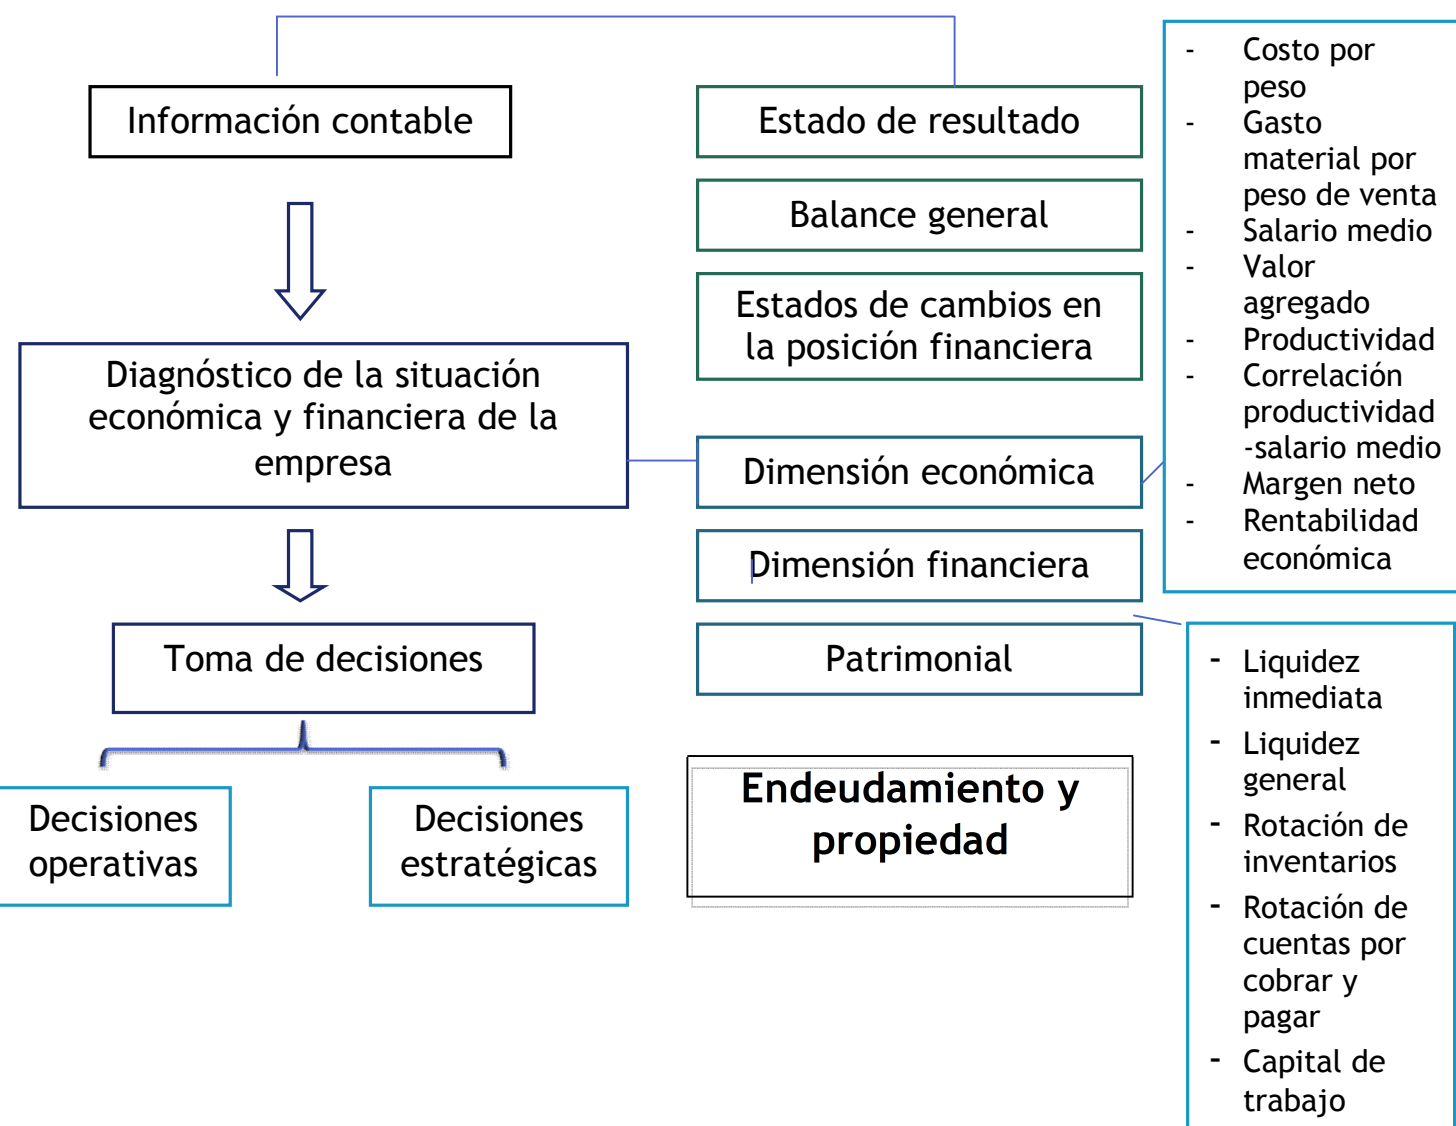 Información contable
Diagnóstico de la situación
económica y financiera de la
empresa
Toma de decisiones
Decisiones
operativas
Decisiones
estratégicas
Estado de resultado
Balance general
Estados de cambios en
la posición financiera
Dimensión económica
Dimensión financiera
Patrimonial
Endeudamiento y
propiedad
- Costo por
peso
- Gasto
material por
peso de venta
- Salario medio
- Valor
agregado
- Productividad
- Correlación
productividad
-salario medio
- Margen neto
- Rentabilidad
económica
- Liquidez
inmediata
- Liquidez
general
- Rotación de
inventarios
- Rotación de
cuentas por
cobrar y
pagar
- Capital de
trabajo